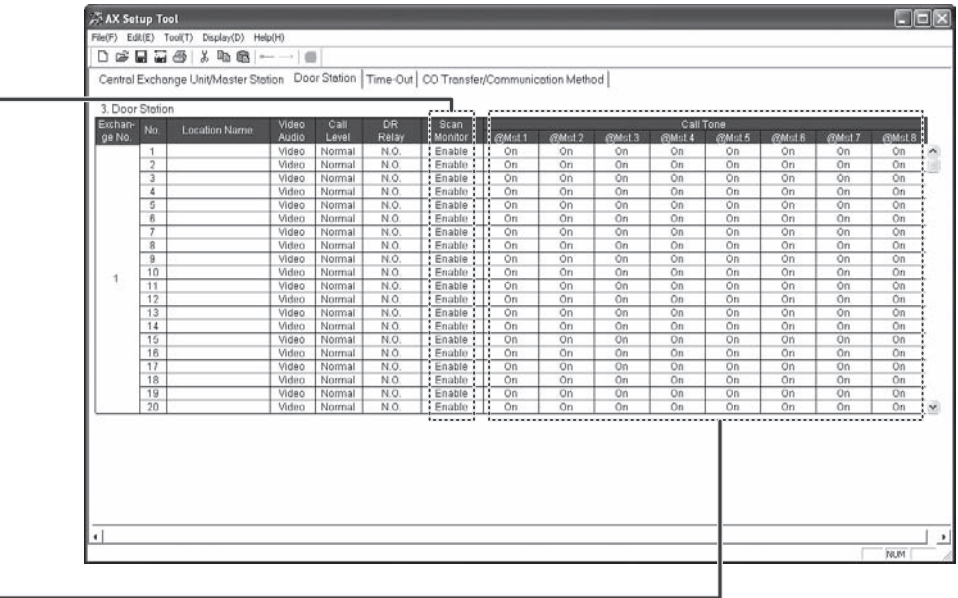 AX Setup Tool
File(F) Edit(E) Tool(T) Display(D) Help(H)
Central Exchange Unit/Master Station Door Station Time-Out CO Transfer/Communication Method
3. Door Station
Exchange No. No. Location Name Video Audio Call Level DR Relay Scan Monitor Call Tone
@Mst 1 @Mst 2 @Mst 3 @Mst 4 @Mst 5 @Mst 6 @Mst 7 @Mst 8
1 Video Normal N.O. Enable On On On On On On On On
2 Video Normal N.O. Enable On On On On On On On On
3 Video Normal N.O. Enable On On On On On On On On
4 Video Normal N.O. Enable On On On On On On On On
5 Video Normal N.O. Enable On On On On On On On On
6 Video Normal N.O. Enable On On On On On On On On
7 Video Normal N.O. Enable On On On On On On On On
8 Video Normal N.O. Enable On On On On On On On On
9 Video Normal N.O. Enable On On On On On On On On
1 10 Video Normal N.O. Enable On On On On On On On On
11 Video Normal N.O. Enable On On On On On On On On
12 Video Normal N.O. Enable On On On On On On On On
13 Video Normal N.O. Enable On On On On On On On On
14 Video Normal N.O. Enable On On On On On On On On
15 Video Normal N.O. Enable On On On On On On On On
16 Video Normal N.O. Enable On On On On On On On On
17 Video Normal N.O. Enable On On On On On On On On
18 Video Normal N.O. Enable On On On On On On On On
19 Video Normal N.O. Enable On On On On On On On On
20 Video Normal N.O. Enable On On On On On On On On
NUM